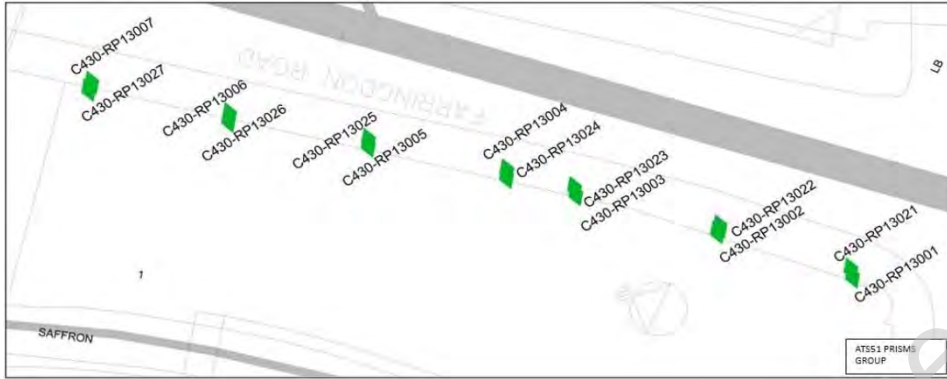 C430-RP13007
C430-RP13027
C430-RP13006
C430-RP13026
C430-RP13025
C430-RP13005
C430-RP13004
C430-RP13024
C430-RP13023
C430-RP13003
C430-RP13022
C430-RP13002
C430-RP13021
C430-RP13001
FARRINGDON ROAD
LB
1
SAFFRON
ATS51 PRISMS
GROUP